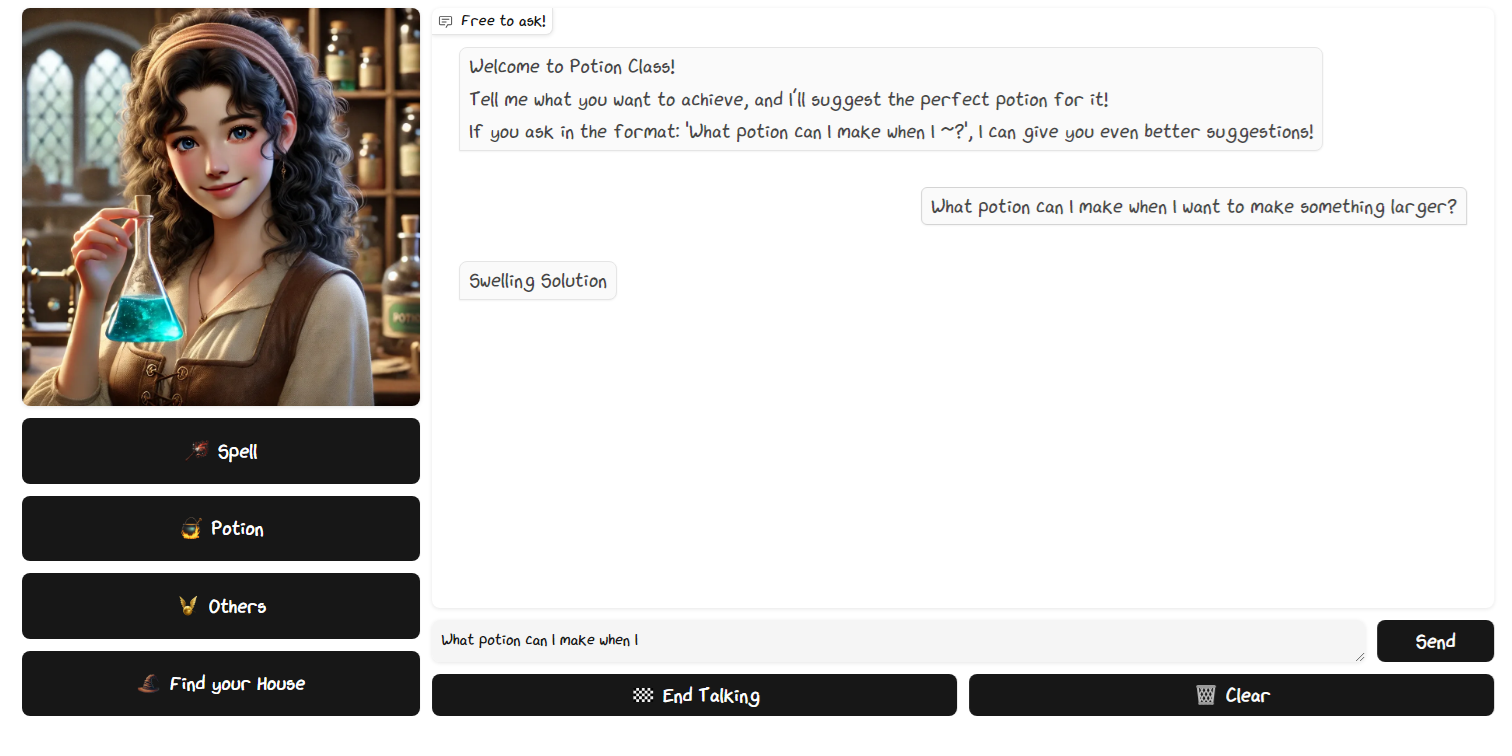 Free to ask!
Welcome to Potion Class!
Tell me what you want to achieve, and I'll suggest the perfect potion for it!
If you ask in the format: 'What potion can I make when I ~?', I can give you even better suggestions!
What potion can I make when I want to make something larger?
Swelling Solution
Spell
Potion
Others
Find your House
What potion can I make when I
Send
End Talking
Clear